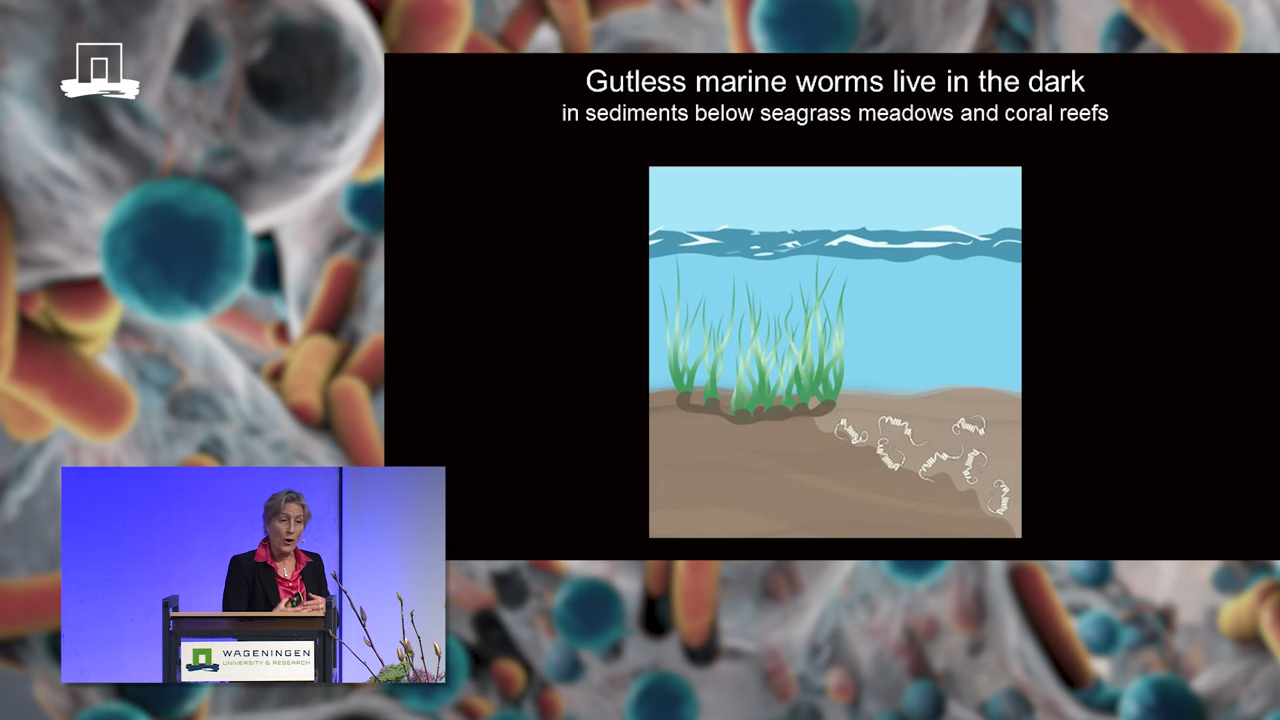 Gutless marine worms live in the dark
in sediments below seagrass meadows and coral reefs
WAGENINGEN
UNIVERSITY & RESEARCH